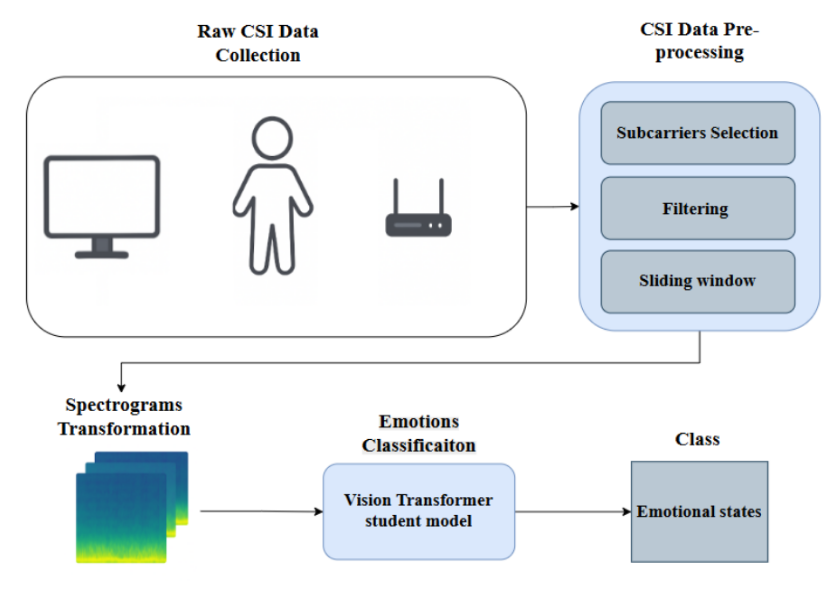 Raw CSI Data
Collection
CSI Data Pre-
processing
Subcarriers Selection
Filtering
Sliding window
Spectrograms
Transformation
Emotions
Classificaiton
Vision Transformer
student model
Class
Emotional states